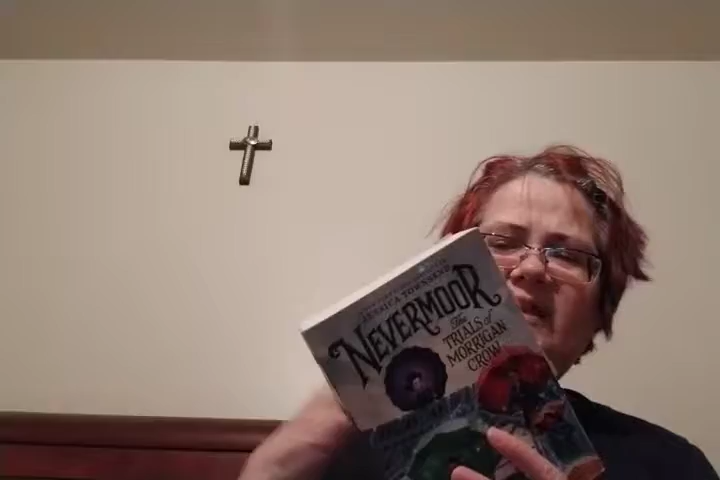 JESSICA TOWNSEND
NEVERMOOR
The
TRIALS of
MORRIGAN
CROW